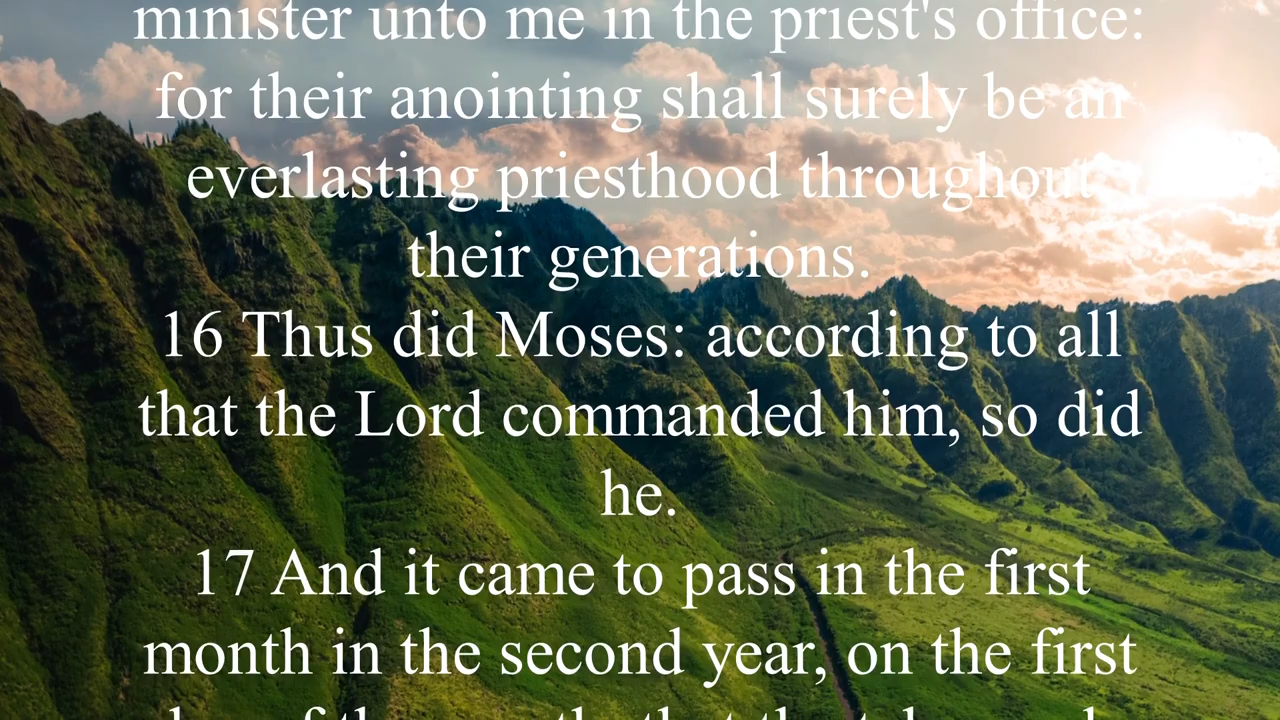 minister unto me in the priest's office:
for their anointing shall surely be an
everlasting priesthood throughout
their generations.
16 Thus did Moses: according to all
that the Lord commanded him, so did
he.
17 And it came to pass in the first
month in the second year, on the first